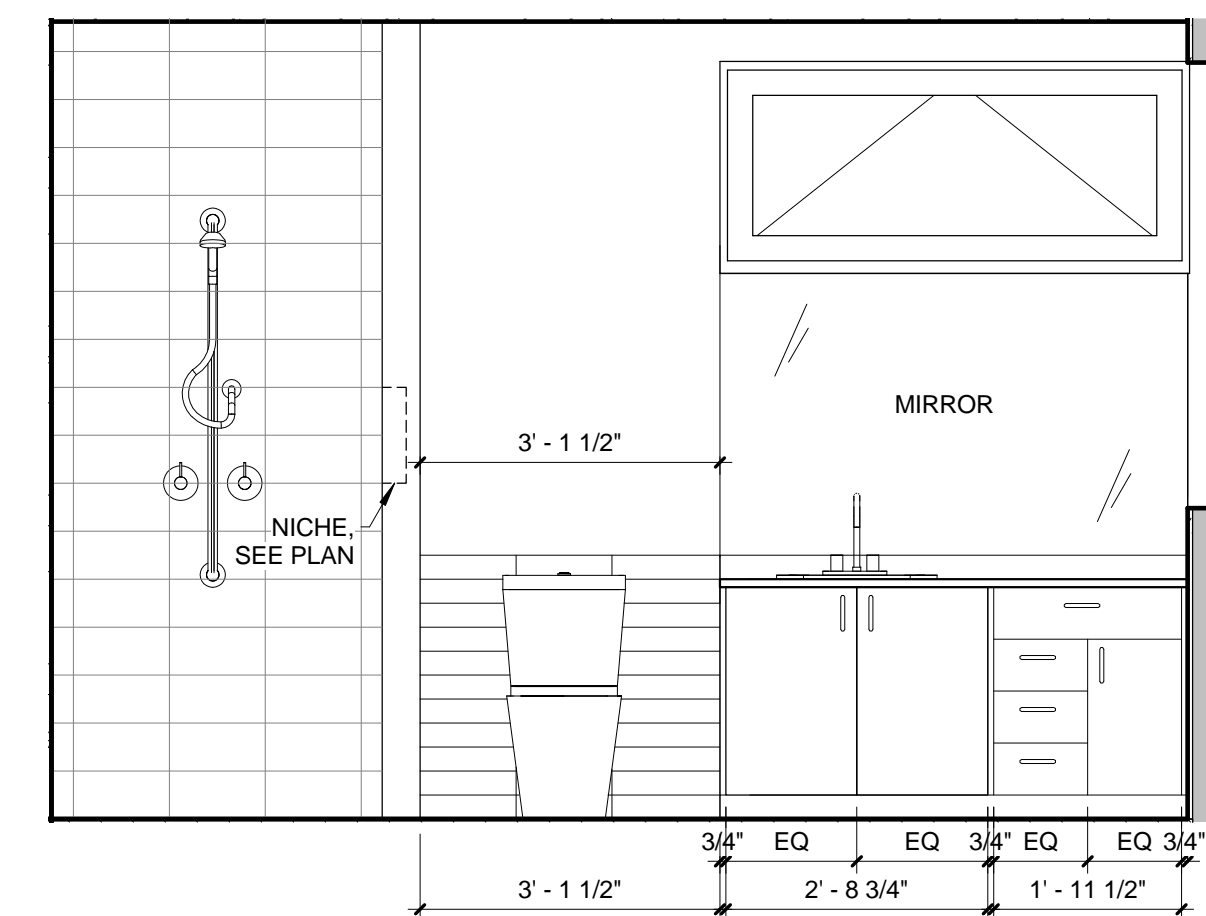 MIRROR
3' - 1 1/2"
NICHE,
SEE PLAN
3/4" EQ EQ 3/4" EQ EQ 3/4"
3' - 1 1/2" 2' - 8 3/4" 1' - 11 1/2"